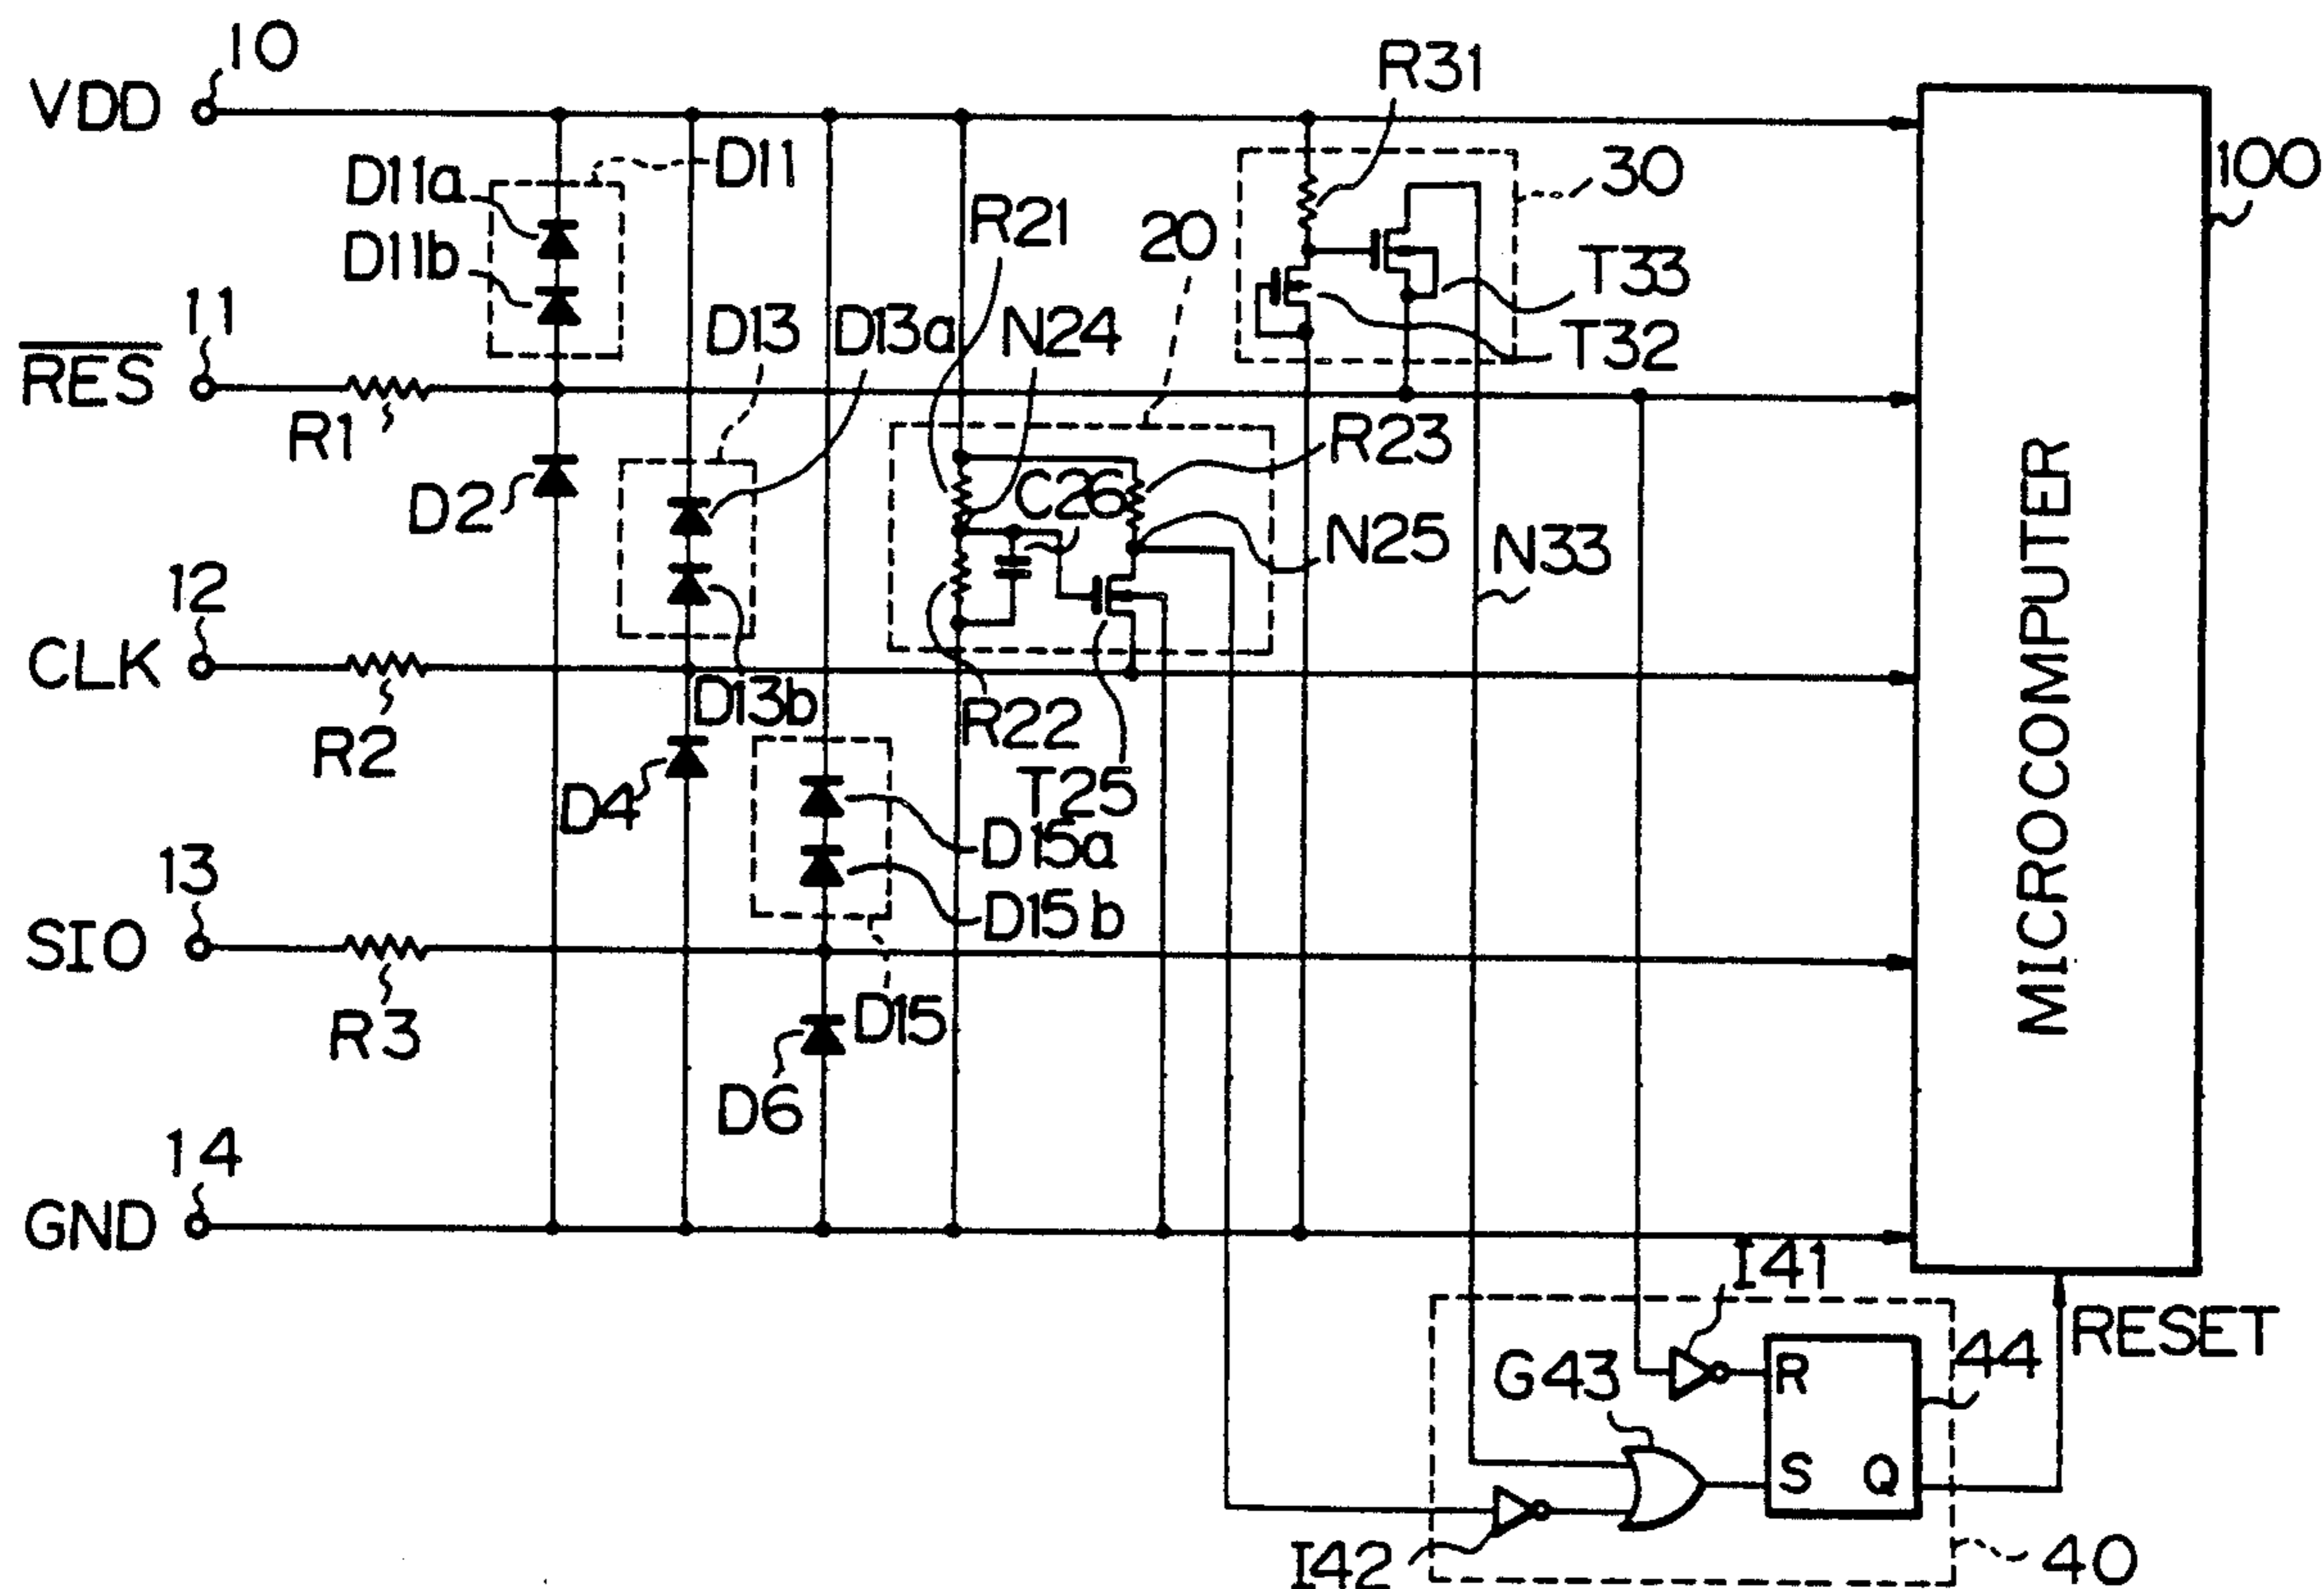 10
VDD
R31
D11
D11a
30
100
R21
20
D11b
T33
11
D13
D13a
N24
T32
RES
R1
R23
C26
D2
N25
N33
12
CLK
D13b
R22
R2
T25
D4
D15a
13
D15b
SIO
D15
R3
D6
MICROCOMPUTER
14
GND
I41
RESET
G43
R
44
S
Q
I42
40